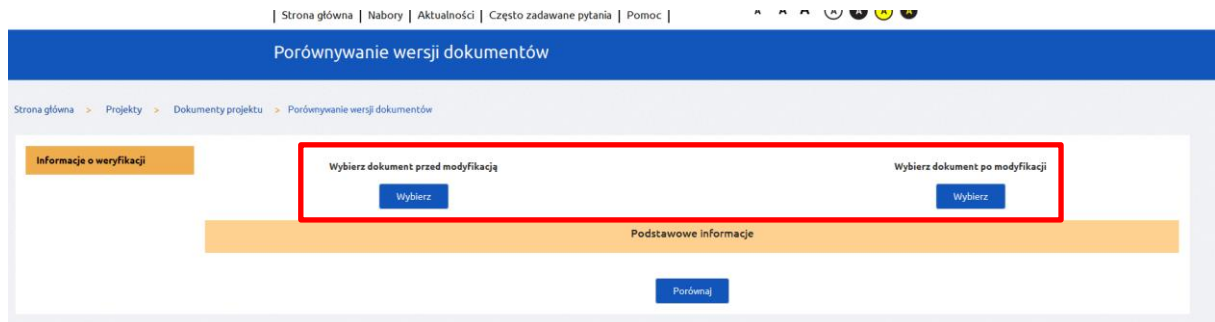 | Strona główna | Nabory | Aktualności | Często zadawane pytania | Pomoc | A A A A A A A
Porównywanie wersji dokumentów
Strona główna > Projekty > Dokumenty projektu > Porównywanie wersji dokumentów
Informacje o weryfikacji
Wybierz dokument przed modyfikacją
Wybierz dokument po modyfikacji
Wybierz
Wybierz
Podstawowe informacje
Porównaj